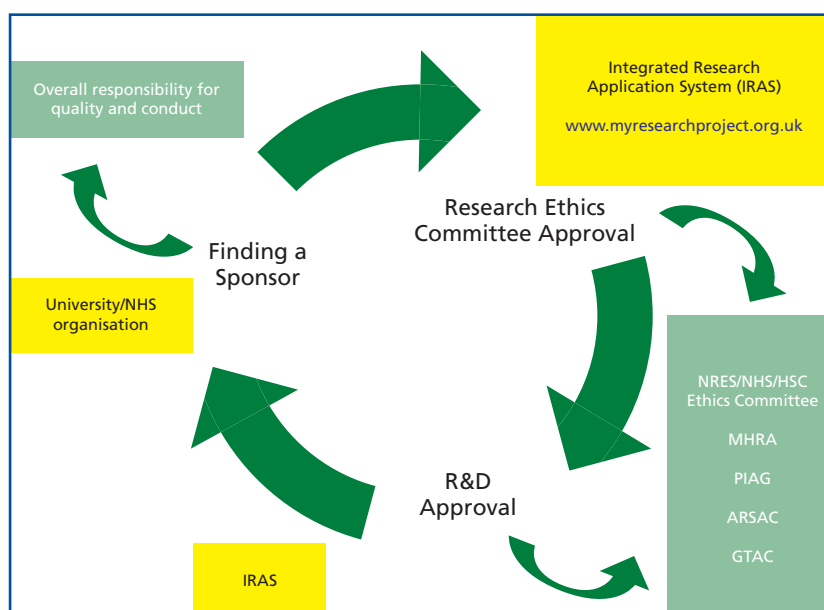 Overall responsibility for
quality and conduct
Integrated Research
Application System (IRAS)
www.myresearchproject.org.uk
Research Ethics
Committee Approval
Finding a
Sponsor
University/NHS
organisation
NRES/NHS/HSC
Ethics Committee
MHRA
PIAG
ARSAC
GTAC
R&D
Approval
IRAS